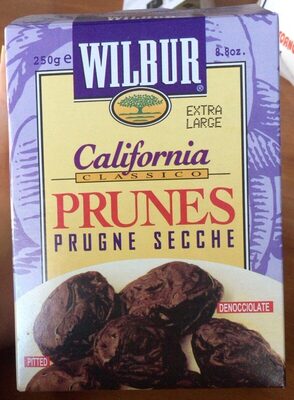 WILBUR
®
250g e
8.8oz.
EXTRA
LARGE
California
CLASSICO
PRUNES
PRUGNE SECCHE
DENOCCIOLATE
PITTED